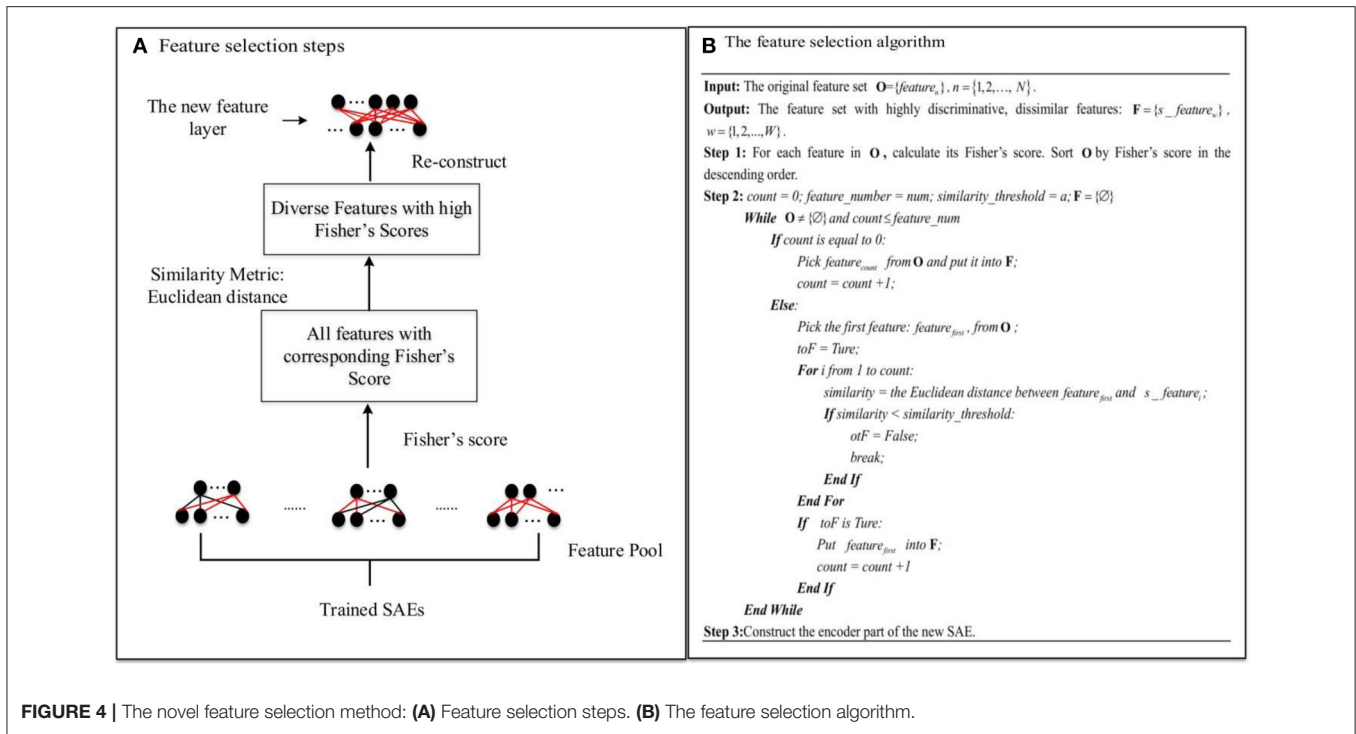 A Feature selection steps
The new feature
layer
Re-construct
Diverse Features with high
Fisher's Scores
Similarity Metric:
Euclidean distance
All features with
corresponding Fisher's
Score
Fisher's score
...... ......
Feature Pool
Trained SAEs
B The feature selection algorithm
Input: The original feature set O={feature_n}, n = {1,2,..., N}.
Output: The feature set with highly discriminative, dissimilar features: F = {s_feature_w},
w = {1,2,...,W}.
Step 1: For each feature in O, calculate its Fisher's score. Sort O by Fisher's score in the
descending order.
Step 2: count = 0; feature_number = num; similarity_threshold = a; F = {∅}
While O ≠ {∅} and count ≤ feature_num
If count is equal to 0:
Pick feature_count from O and put it into F;
count = count +1;
Else:
Pick the first feature: feature_first, from O;
toF = Ture;
For i from 1 to count:
similarity = the Euclidean distance between feature_first and s_feature_i;
If similarity < similarity_threshold:
otF = False;
break;
End If
End For
If toF is Ture:
Put feature_first into F;
count = count +1
End If
End While
Step 3:Construct the encoder part of the new SAE.
FIGURE 4 | The novel feature selection method: (A) Feature selection steps. (B) The feature selection algorithm.